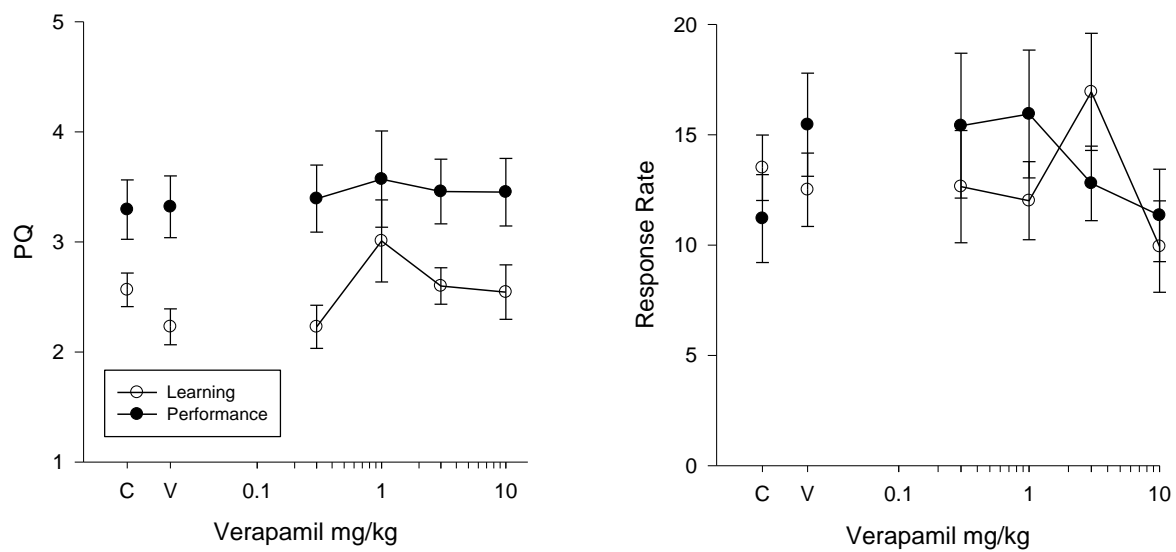 5
4
PQ
3
2
Learning
Performance
1
C V 0.1 1 10
Verapamil mg/kg
20
15
Response Rate
10
5
0
C V 0.1 1 10
Verapamil mg/kg